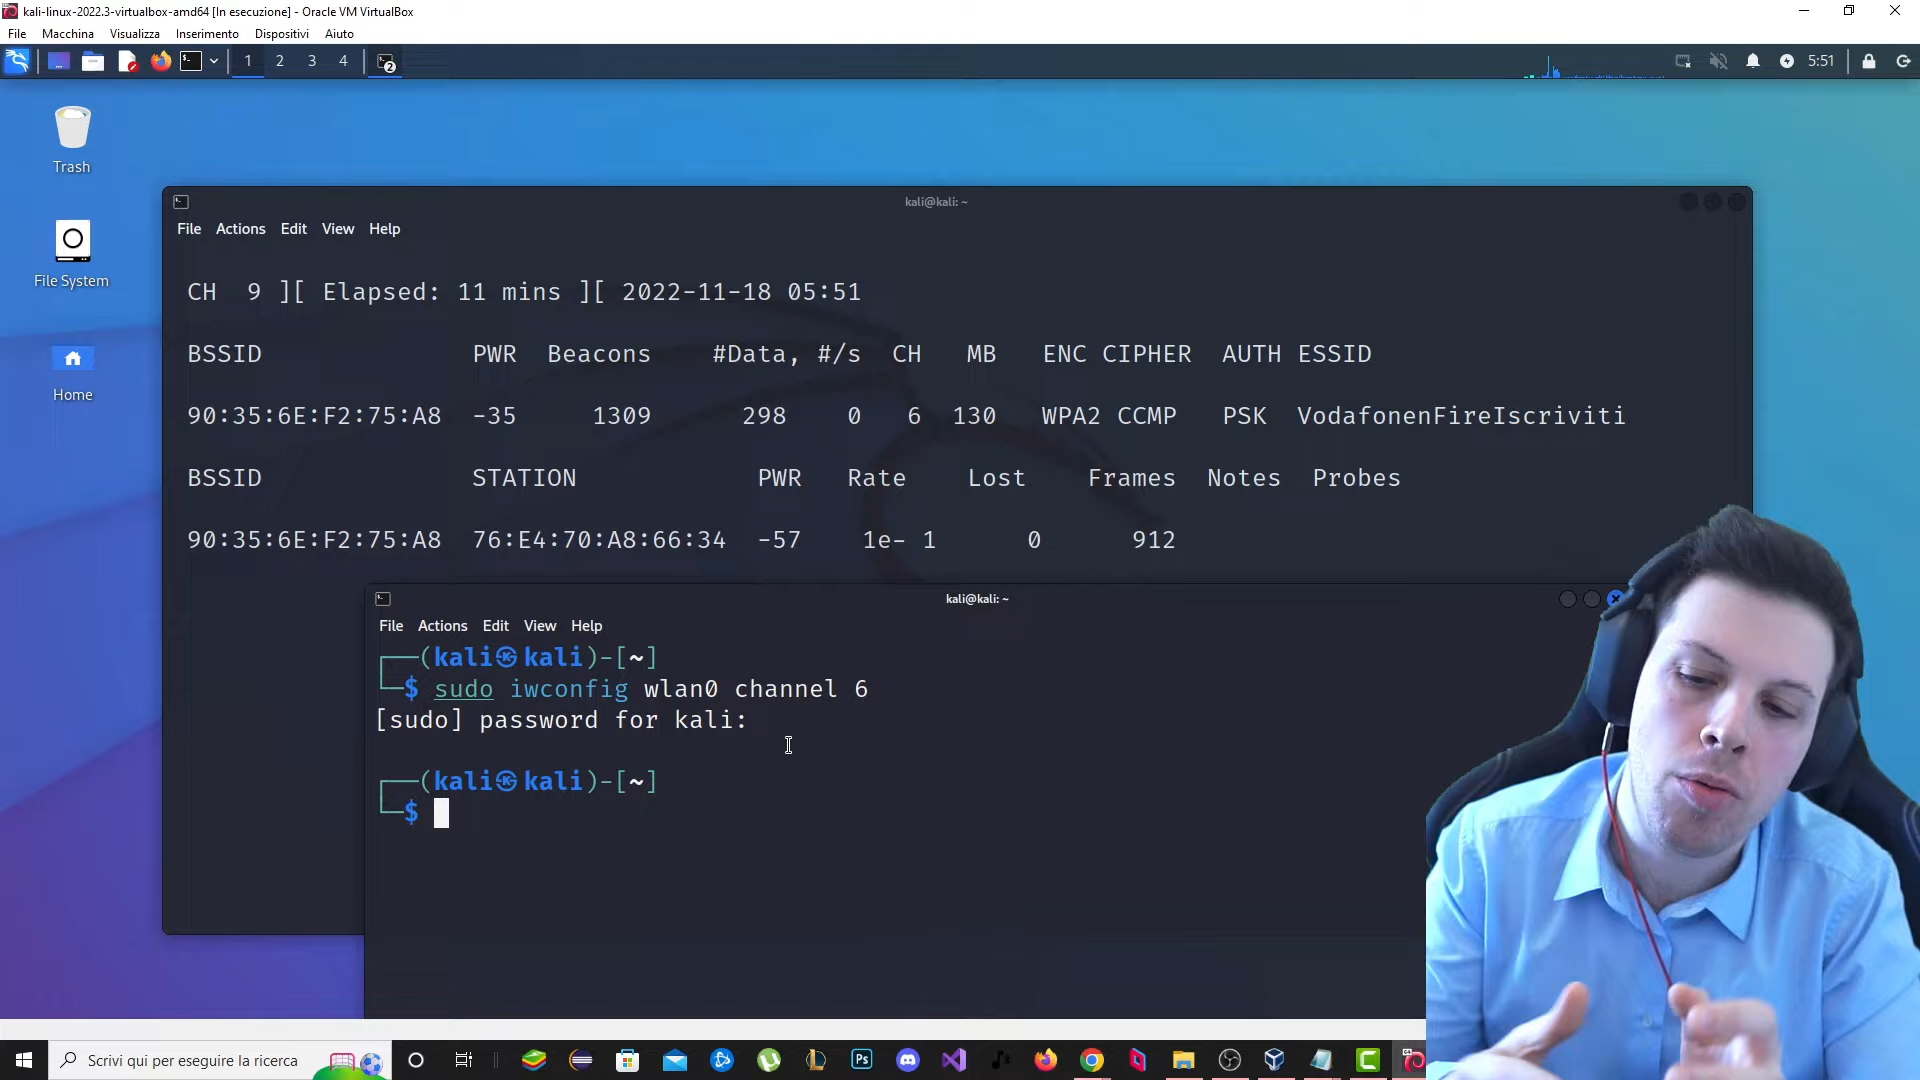 kali-linux-2022.3-virtualbox-amd64 [In esecuzione] - Oracle VM VirtualBox
File Macchina Visualizza Inserimento Dispositivi Aiuto
1 2 3 4 2 5:51
Trash
File System
Home
kali@kali: ~
File Actions Edit View Help
CH 9 ][ Elapsed: 11 mins ][ 2022-11-18 05:51
BSSID PWR Beacons #Data, #/s CH MB ENC CIPHER AUTH ESSID
90:35:6E:F2:75:A8 -35 1309 298 0 6 130 WPA2 CCMP PSK VodafonenFireIscriviti
BSSID STATION PWR Rate Lost Frames Notes Probes
90:35:6E:F2:75:A8 76:E4:70:A8:66:34 -57 1e- 1 0 912
kali@kali: ~
File Actions Edit View Help
┌──(kali㉿kali)-[~]
└─$ sudo iwconfig wlan0 channel 6
[sudo] password for kali:
┌──(kali㉿kali)-[~]
└─$
Scrivi qui per eseguire la ricerca
Ps